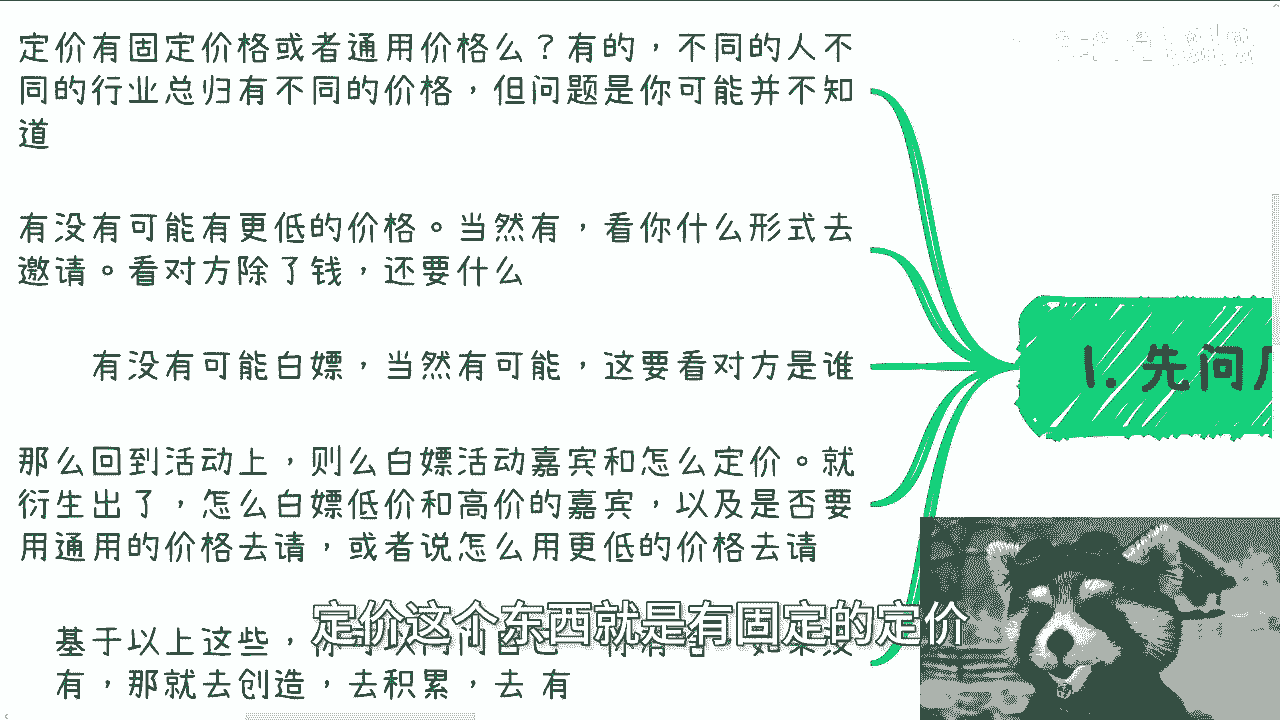 定价有固定价格或者通用价格么？有的，不同的人不
同的行业总归有不同的价格，但问题是你可能并不知
道
有没有可能有更低的价格。当然有，看你什么形式去
邀请。看对方除了钱，还要什么
有没有可能白嫖，当然有可能，这要看对方是谁
那么回到活动上，则么白嫖活动嘉宾和怎么定价。就
衍生出了，怎么白嫖低价和高价的嘉宾，以及是否要
用通用的价格去请，或者说怎么用更低的价格去请
基于以上这些，
有，那就去创造，去积累，去 有
1. 先问
定价这个东西就是有固定的定价